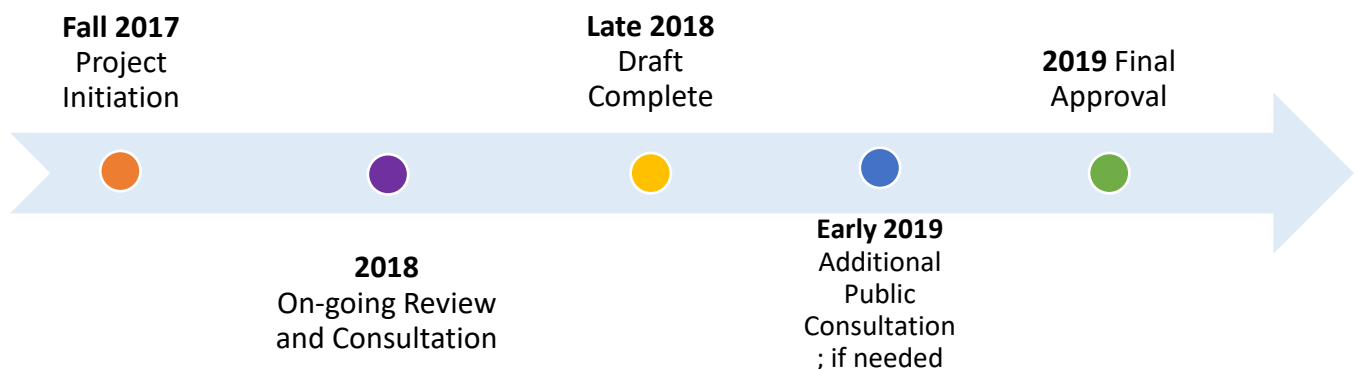 Fall 2017
Project
Initiation
2018
On-going Review
and Consultation
Late 2018
Draft
Complete
Early 2019
Additional
Public
Consultation
; if needed
2019 Final
Approval